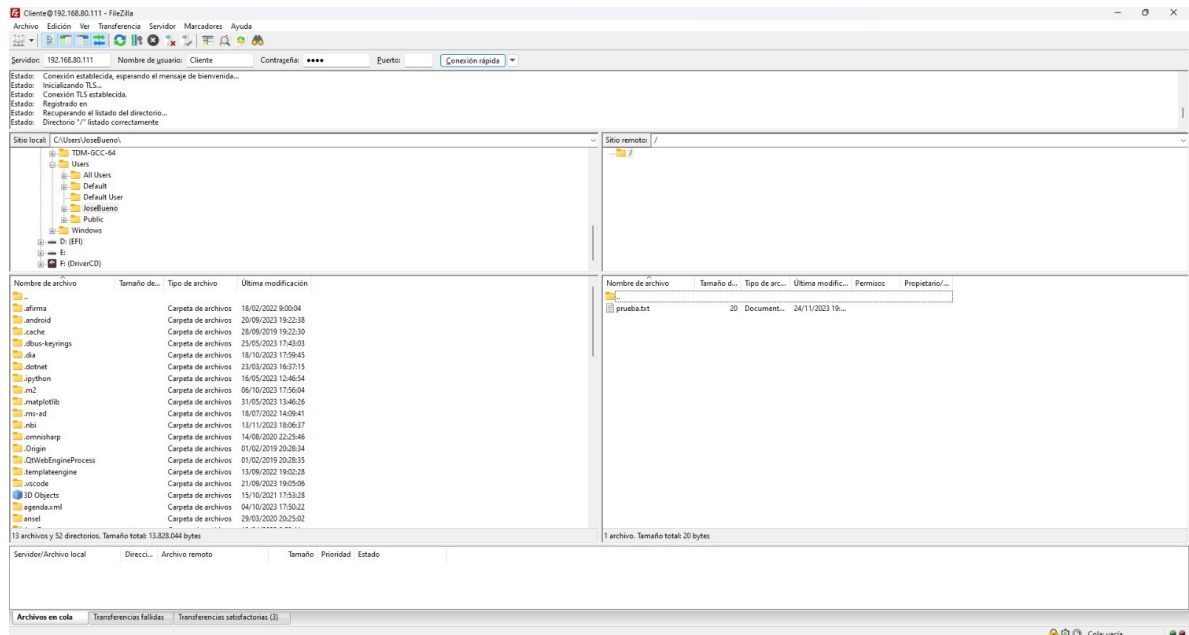 Cliente@192.168.80.111 - FileZilla
Archivo Edición Ver Transferencia Servidor Marcadores Ayuda
Servidor: 192.168.80.111 Nombre de usuario: Cliente Contraseña: •••• Puerto: Conexión rápida
Estado: Conexión establecida, esperando el mensaje de bienvenida...
Estado: Inicializando TLS...
Estado: Conexión TLS establecida.
Estado: Registrado en
Estado: Recuperando el listado del directorio...
Estado: Directorio "/" listado correctamente
Sitio local: C:\Users\JoseBueno\
TDM-GCC-64
Users
All Users
Default
Default User
JoseBueno
Public
Windows
D: (EFI)
E:
F: (DriverCD)
Sitio remoto: /
/
Nombre de archivo Tamaño de... Tipo de archivo Última modificación
..
.afirma Carpeta de archivos 18/02/2022 9:00:04
.android Carpeta de archivos 20/09/2023 19:22:38
.cache Carpeta de archivos 28/09/2019 19:22:30
.dbus-keyrings Carpeta de archivos 25/05/2023 17:43:03
.dia Carpeta de archivos 18/10/2023 17:59:45
.dotnet Carpeta de archivos 23/03/2023 16:37:15
.ipython Carpeta de archivos 16/05/2023 12:46:54
.m2 Carpeta de archivos 06/10/2023 17:56:04
.matplotlib Carpeta de archivos 31/05/2023 13:46:26
.ms-ad Carpeta de archivos 18/07/2022 14:09:41
.nbi Carpeta de archivos 13/11/2023 18:06:37
.omnisharp Carpeta de archivos 14/08/2020 22:25:46
.Origin Carpeta de archivos 01/02/2019 20:28:34
.QtWebEngineProcess Carpeta de archivos 01/02/2019 20:28:35
.templateengine Carpeta de archivos 13/09/2022 19:02:28
.vscode Carpeta de archivos 21/09/2023 19:05:06
3D Objects Carpeta de archivos 15/10/2021 17:53:28
agenda.xml Carpeta de archivos 04/10/2023 17:50:22
ansel Carpeta de archivos 29/03/2020 20:25:02
13 archivos y 52 directorios. Tamaño total: 13.828.044 bytes
Nombre de archivo Tamaño d... Tipo de arc... Última modific... Permisos Propietario/...
..
prueba.txt 20 Document... 24/11/2023 19:...
1 archivo. Tamaño total: 20 bytes
Servidor/Archivo local Direcci... Archivo remoto Tamaño Prioridad Estado
Archivos en cola Transferencias fallidas Transferencias satisfactorias (3)
Cola: vacía